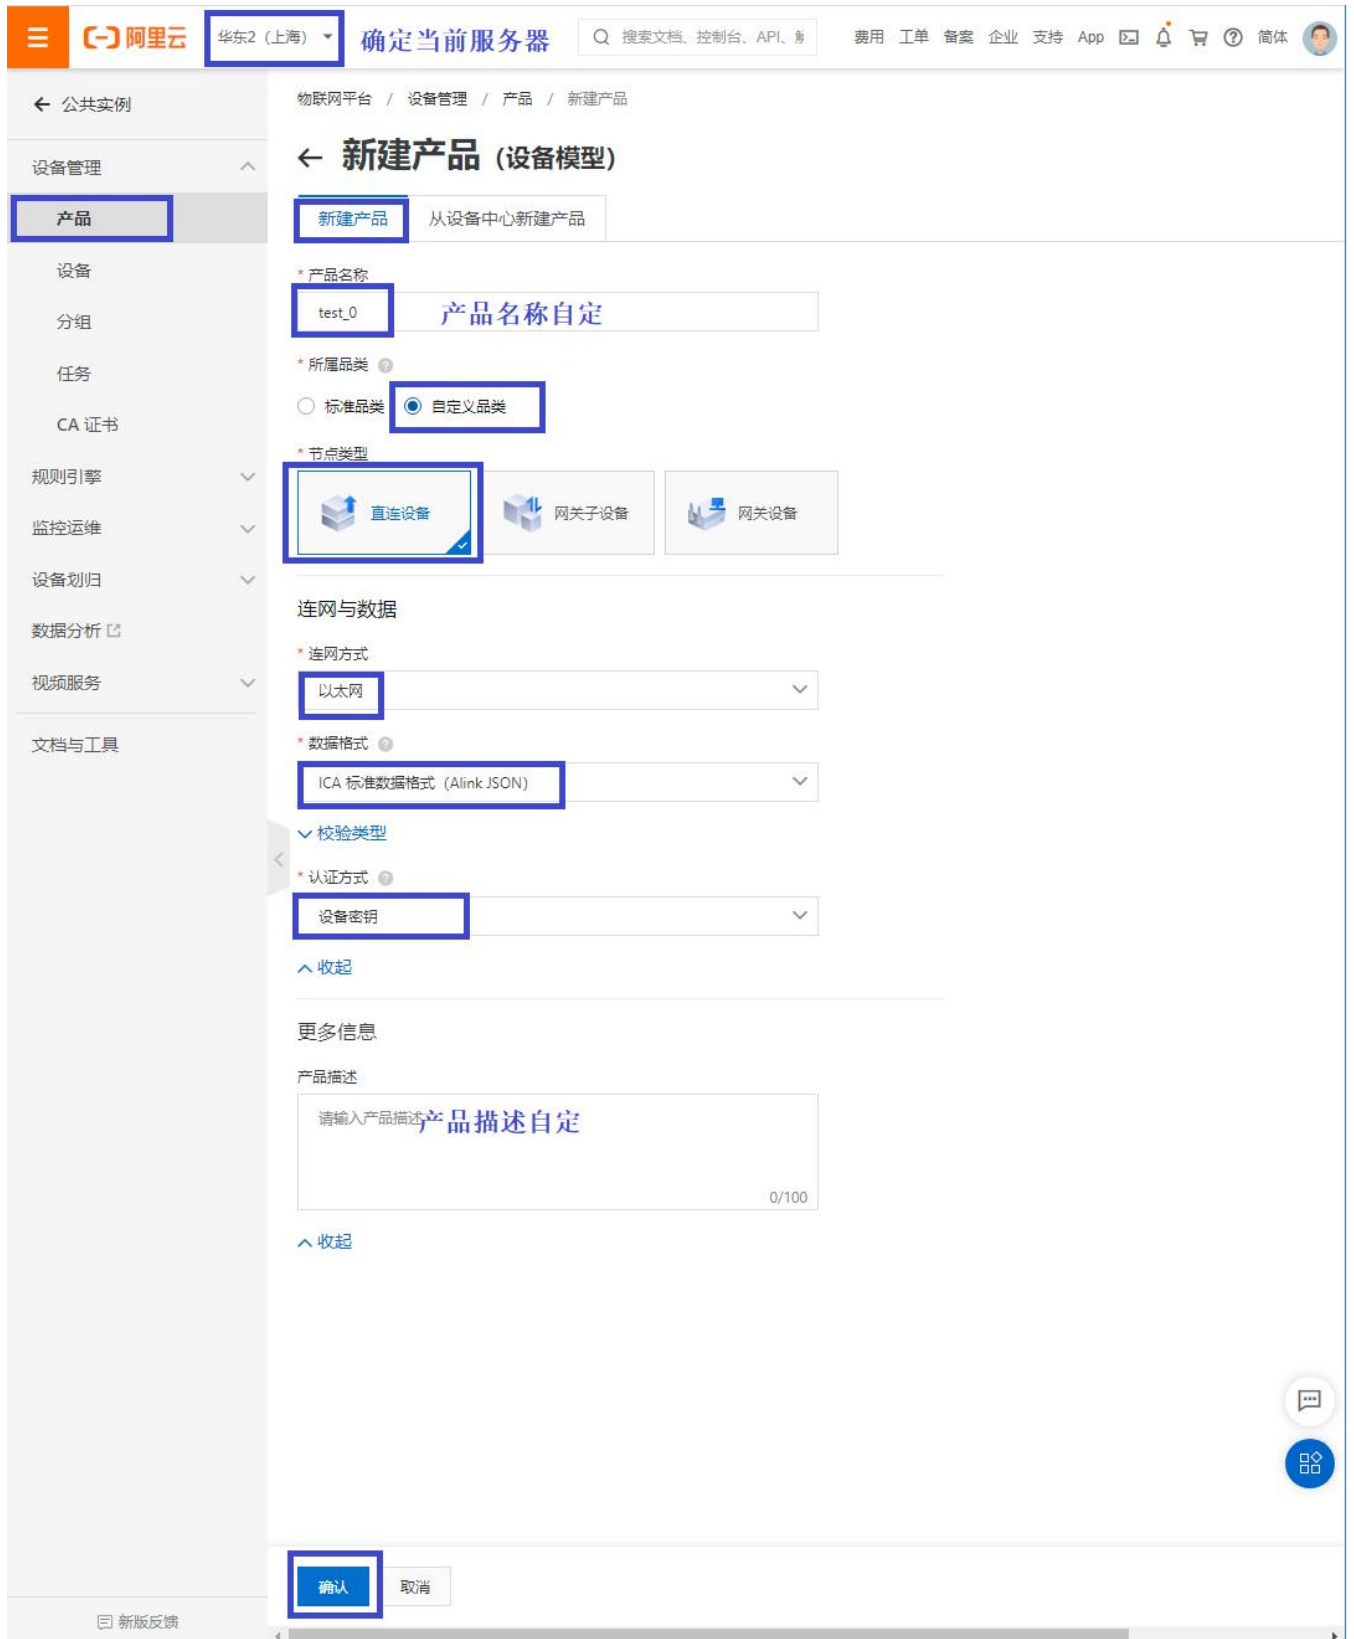 阿里云
华东2（上海）
确定当前服务器
搜索文档、控制台、API、解
费用 工单 备案 企业 支持 App 简体
公共实例
设备管理
产品
设备
分组
任务
CA 证书
规则引擎
监控运维
设备划归
数据分析
视频服务
文档与工具
新版反馈
物联网平台 / 设备管理 / 产品 / 新建产品
新建产品（设备模型）
新建产品 从设备中心新建产品
* 产品名称
test_0 产品名称自定
* 所属品类
标准品类 自定义品类
* 节点类型
直连设备 网关子设备 网关设备
连网与数据
* 连网方式
以太网
* 数据格式
ICA 标准数据格式（Alink JSON）
校验类型
* 认证方式
设备密钥
收起
更多信息
产品描述
请输入产品描述 产品描述自定
0/100
收起
确认 取消